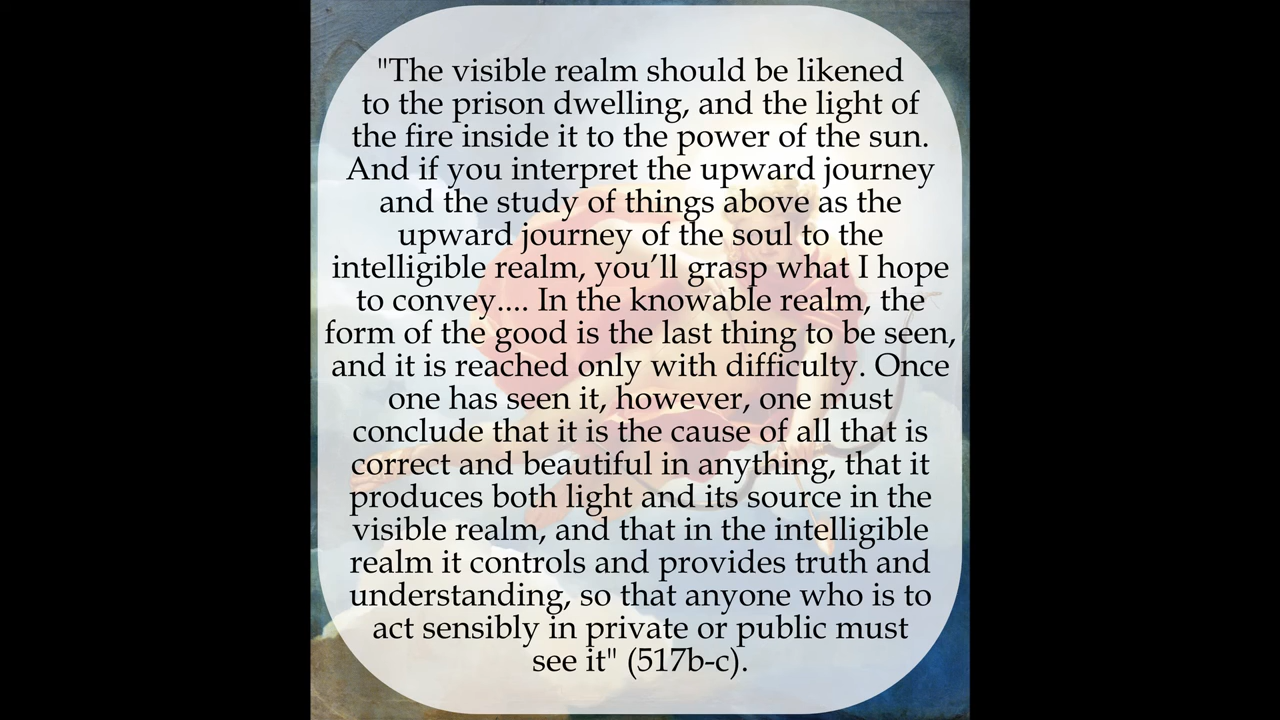 "The visible realm should be likened
to the prison dwelling, and the light of
the fire inside it to the power of the sun.
And if you interpret the upward journey
and the study of things above as the
upward journey of the soul to the
intelligible realm, you’ll grasp what I hope
to convey.... In the knowable realm, the
form of the good is the last thing to be seen,
and it is reached only with difficulty. Once
one has seen it, however, one must
conclude that it is the cause of all that is
correct and beautiful in anything, that it
produces both light and its source in the
visible realm, and that in the intelligible
realm it controls and provides truth and
understanding, so that anyone who is to
act sensibly in private or public must
see it" (517b-c).